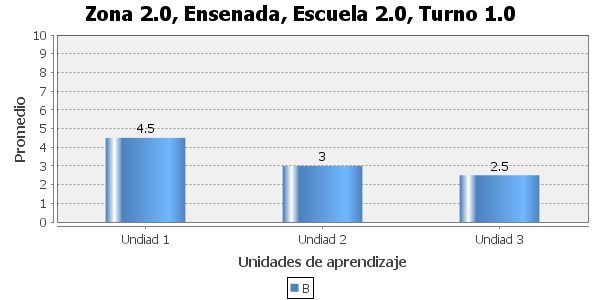 Zona 2.0, Ensenada, Escuela 2.0, Turno 1.0
Promedio
10
9
8
7
6
5
4
3
2
1
0
4.5
3
2.5
Undiad 1
Undiad 2
Undiad 3
Unidades de aprendizaje
B